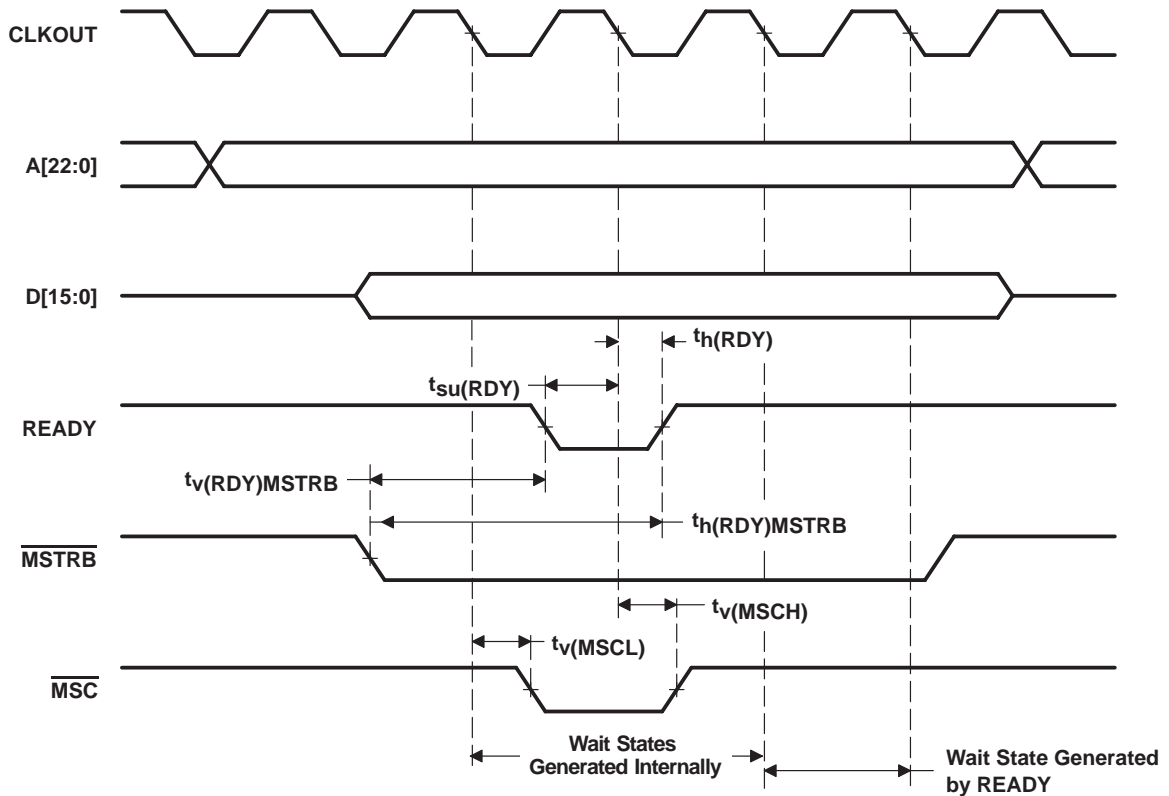 CLKOUT
A[22:0]
D[15:0]
th(RDY)
tsu(RDY)
READY
tv(RDY)MSTRB
th(RDY)MSTRB
MSTRB
tv(MSCH)
tv(MSCL)
MSC
Wait States
Generated Internally
Wait State Generated
by READY